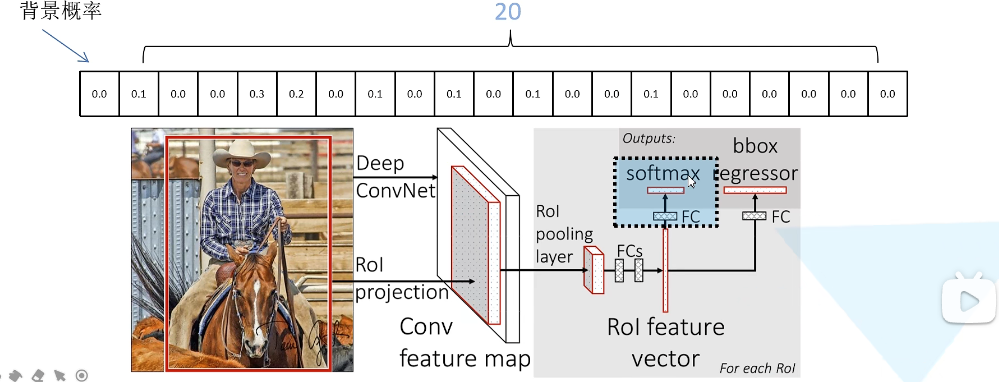 背景概率
20
0.0 0.1 0.0 0.0 0.3 0.2 0.0 0.1 0.0 0.1 0.0 0.1 0.0 0.0 0.1 0.0 0.0 0.0 0.0 0.0 0.0
Outputs:
bbox
softmax regressor
Deep
ConvNet
FC FC
RoI
pooling
layer
FCs
RoI
projection
Conv
feature map
RoI feature
vector
For each RoI